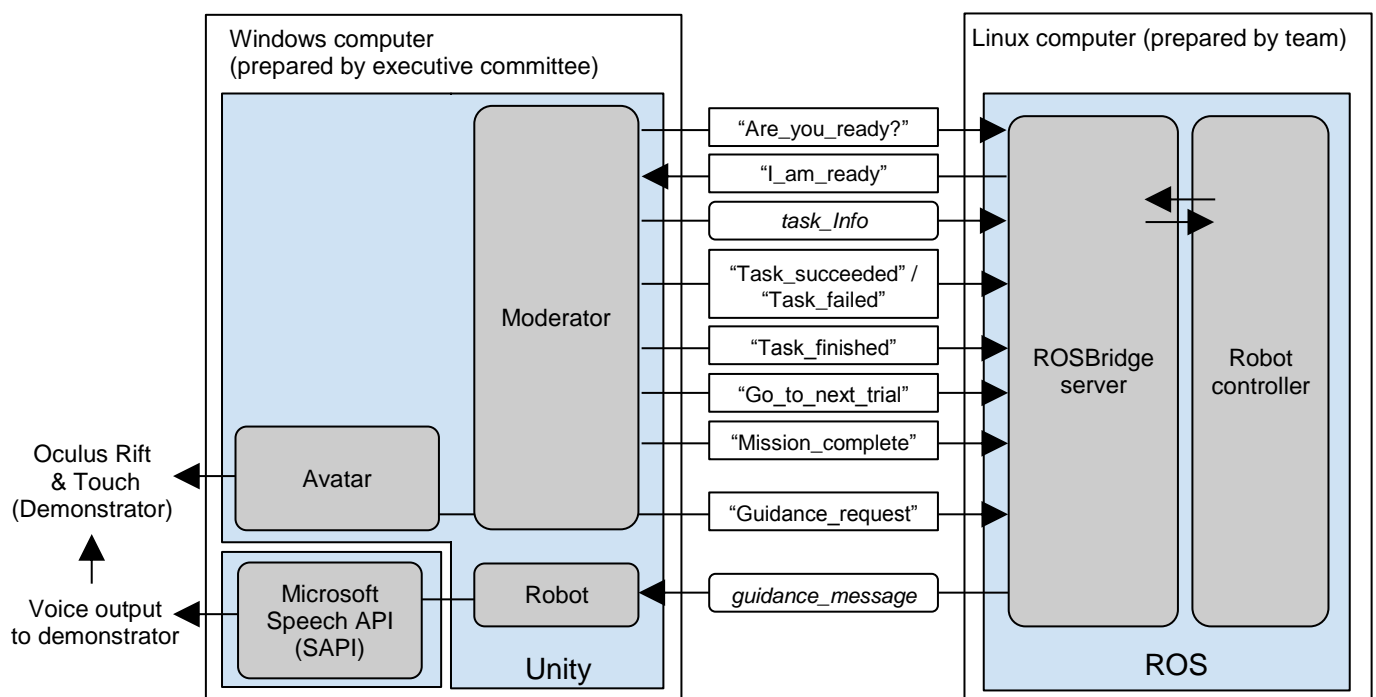 Windows computer
(prepared by executive committee)
Linux computer (prepared by team)
“Are_you_ready?”
“I_am_ready”
task_Info
“Task_succeeded” /
“Task_failed”
Moderator
“Task_finished”
ROSBridge
server
Robot
controller
“Go_to_next_trial”
“Mission_complete”
Oculus Rift
& Touch
(Demonstrator)
Avatar
“Guidance_request”
Voice output
to demonstrator
Microsoft
Speech API
(SAPI)
Robot
guidance_message
Unity
ROS